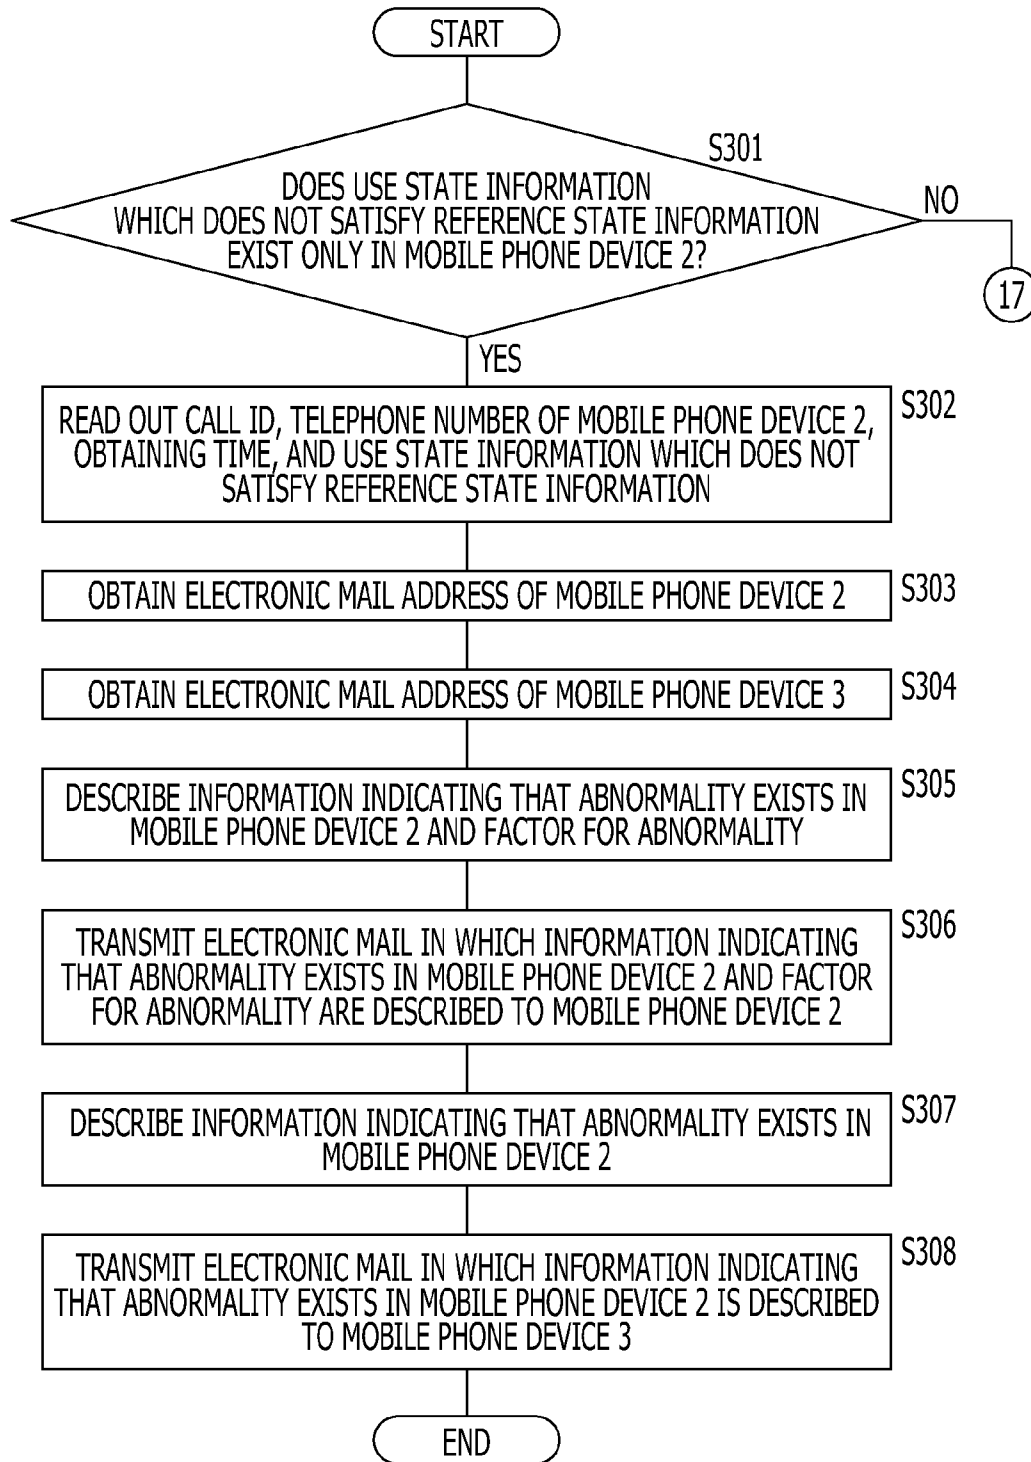 START
S301
DOES USE STATE INFORMATION
WHICH DOES NOT SATISFY REFERENCE STATE INFORMATION
EXIST ONLY IN MOBILE PHONE DEVICE 2?
NO
17
YES
S302
READ OUT CALL ID, TELEPHONE NUMBER OF MOBILE PHONE DEVICE 2,
OBTAINING TIME, AND USE STATE INFORMATION WHICH DOES NOT
SATISFY REFERENCE STATE INFORMATION
S303
OBTAIN ELECTRONIC MAIL ADDRESS OF MOBILE PHONE DEVICE 2
S304
OBTAIN ELECTRONIC MAIL ADDRESS OF MOBILE PHONE DEVICE 3
S305
DESCRIBE INFORMATION INDICATING THAT ABNORMALITY EXISTS IN
MOBILE PHONE DEVICE 2 AND FACTOR FOR ABNORMALITY
S306
TRANSMIT ELECTRONIC MAIL IN WHICH INFORMATION INDICATING
THAT ABNORMALITY EXISTS IN MOBILE PHONE DEVICE 2 AND FACTOR
FOR ABNORMALITY ARE DESCRIBED TO MOBILE PHONE DEVICE 2
S307
DESCRIBE INFORMATION INDICATING THAT ABNORMALITY EXISTS IN
MOBILE PHONE DEVICE 2
S308
TRANSMIT ELECTRONIC MAIL IN WHICH INFORMATION INDICATING
THAT ABNORMALITY EXISTS IN MOBILE PHONE DEVICE 2 IS DESCRIBED
TO MOBILE PHONE DEVICE 3
END